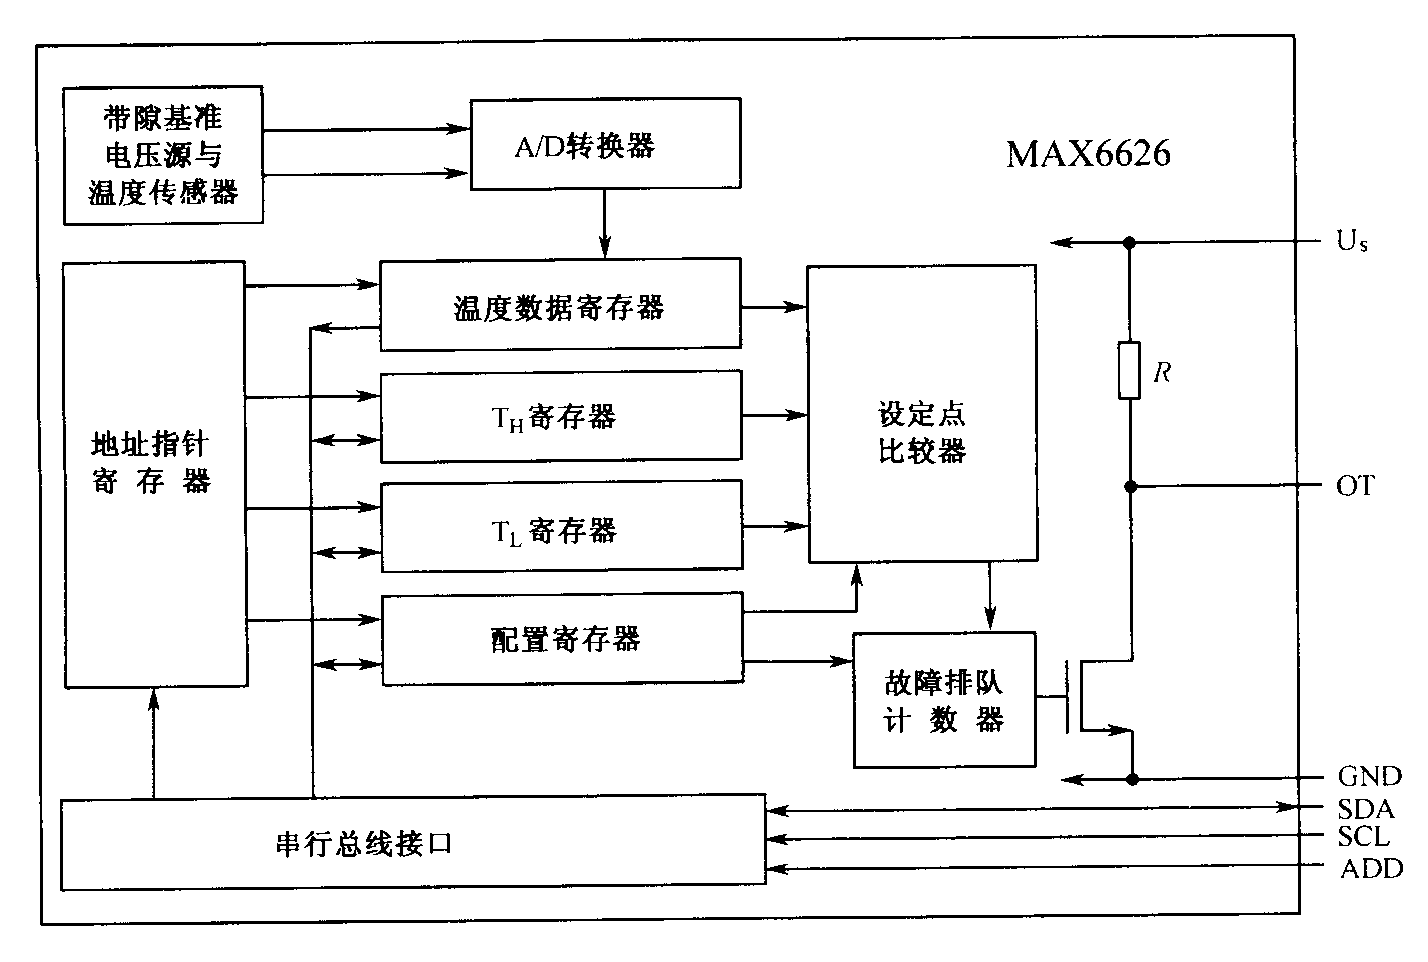 带隙基准
电压源与
温度传感器
A/D转换器
MAX6626
Us
温度数据寄存器
R
TH寄存器
设定点
比较器
地址指针
寄存器
OT
TL寄存器
配置寄存器
故障排队
计数器
GND
SDA
SCL
ADD
串行总线接口